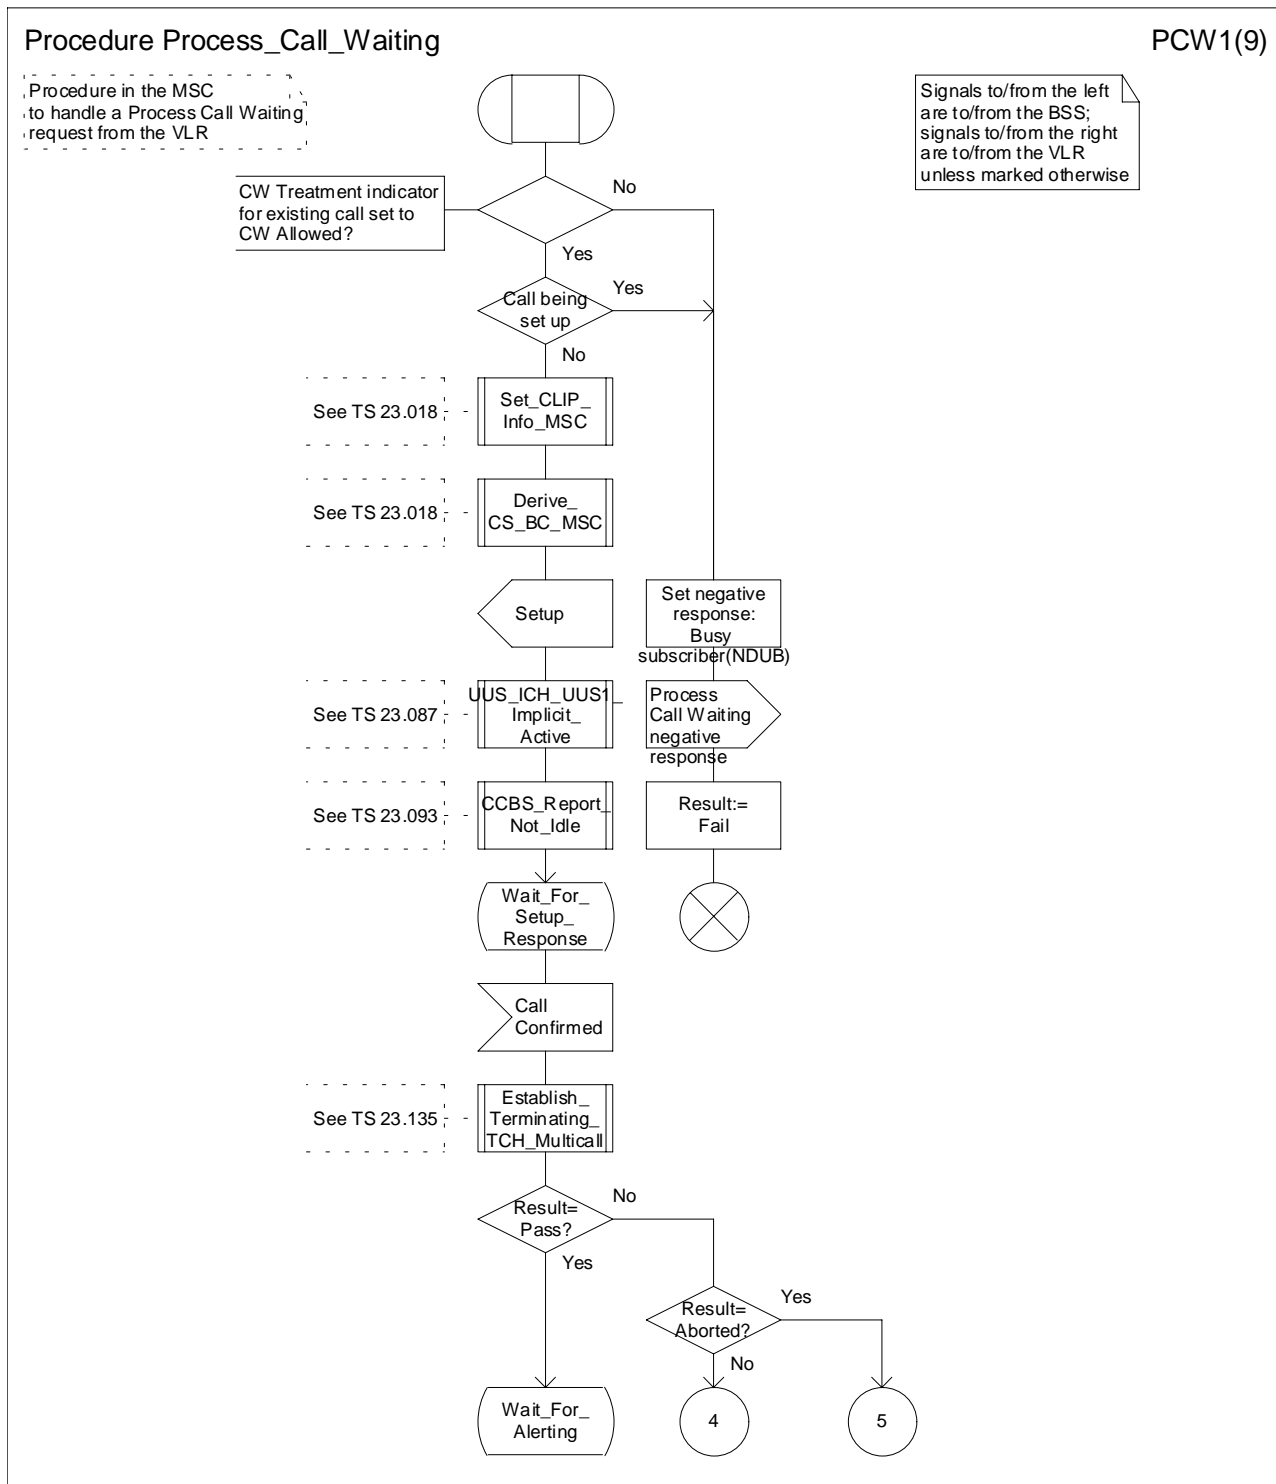 Procedure Process_Call_Waiting
PCW1(9)
Procedure in the MSC
to handle a Process Call Waiting
request from the VLR
Signals to/from the left
are to/from the BSS;
signals to/from the right
are to/from the VLR
unless marked otherwise
CW Treatment indicator
for existing call set to
CW Allowed?
No
Yes
Call being
set up
Yes
No
See TS 23.018
Set_CLIP_
Info_MSC
See TS 23.018
Derive_
CS_BC_MSC
Setup
Set negative
response:
Busy
subscriber(NDUB)
See TS 23.087
UUS_ICH_UUS1_
Implicit_
Active
Process
Call Waiting
negative
response
See TS 23.093
CCBS_Report_
Not_Idle
Result:=
Fail
Wait_For_
Setup_
Response
Call
Confirmed
See TS 23.135
Establish_
Terminating_
TCH_Multicall
Result=
Pass?
No
Yes
Result=
Aborted?
Yes
No
Wait_For_
Alerting
4
5